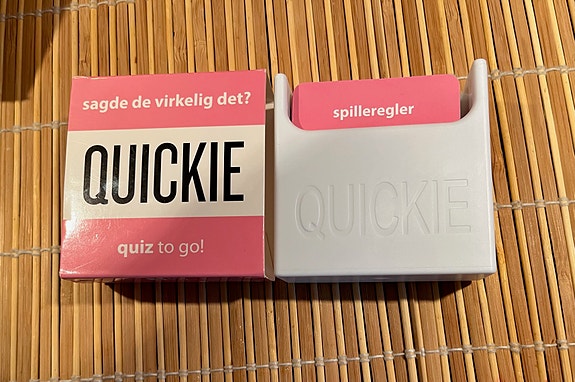 sagde de virkelig det?
QUICKIE
quiz to go!
spilleregler
QUICKIE